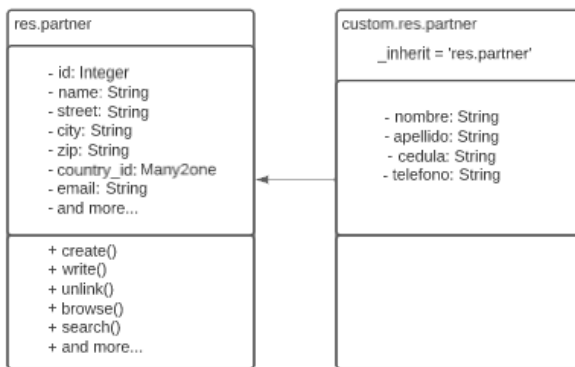 res.partner
- id: Integer
- name: String
- street: String
- city: String
- zip: String
- country_id: Many2one
- email: String
- and more...
+ create()
+ write()
+ unlink()
+ browse()
+ search()
+ and more...
custom.res.partner
_inherit = 'res.partner'
- nombre: String
- apellido: String
- cedula: String
- telefono: String